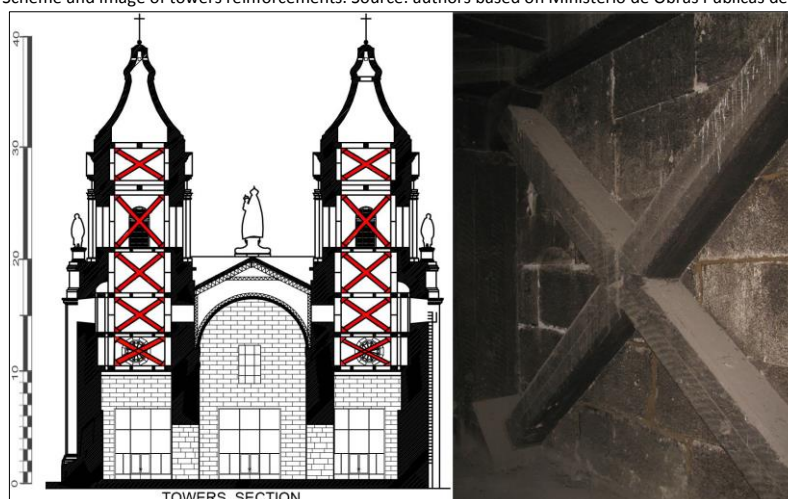 Scheme and image of towers reinforcements. Source: authors based on Ministerio de Obras Publicas de
40
30
20
10
0
TOWERS SECTION